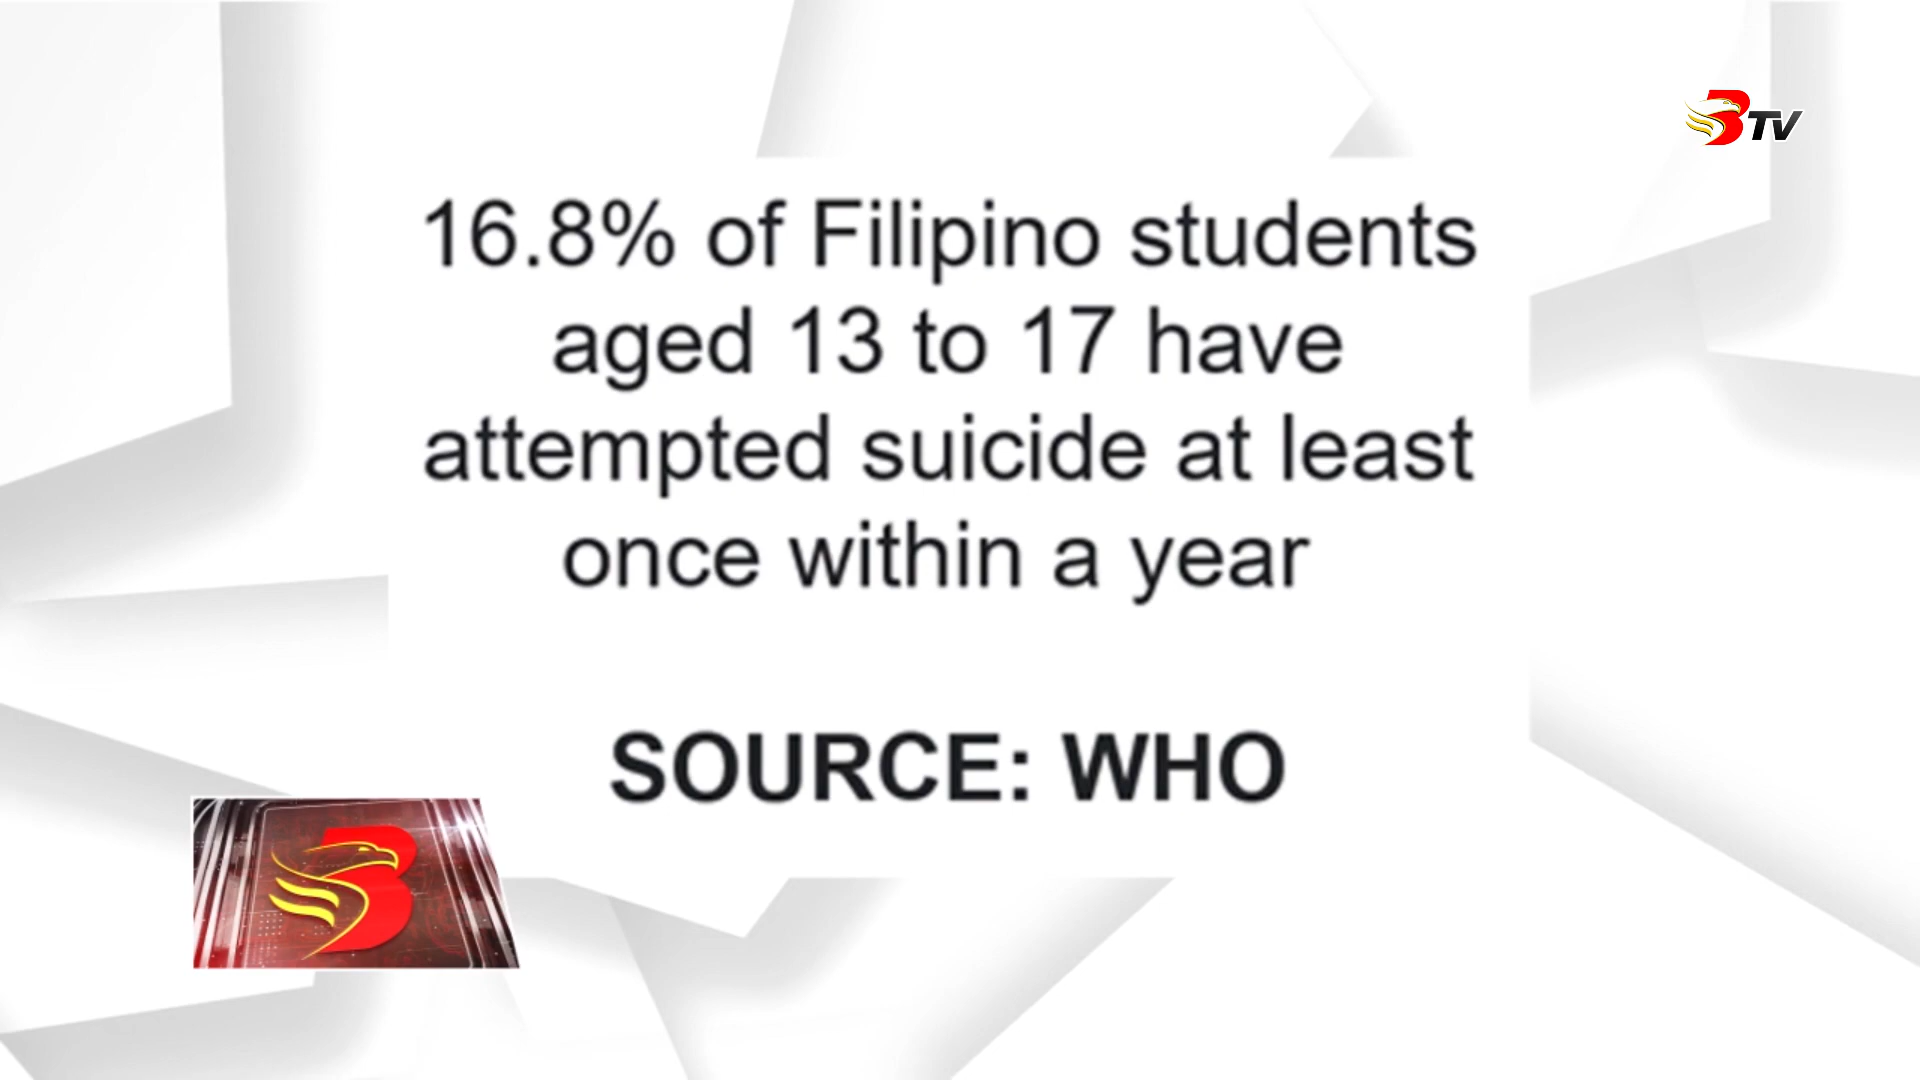 BTV
16.8% of Filipino students
aged 13 to 17 have
attempted suicide at least
once within a year
SOURCE: WHO
B